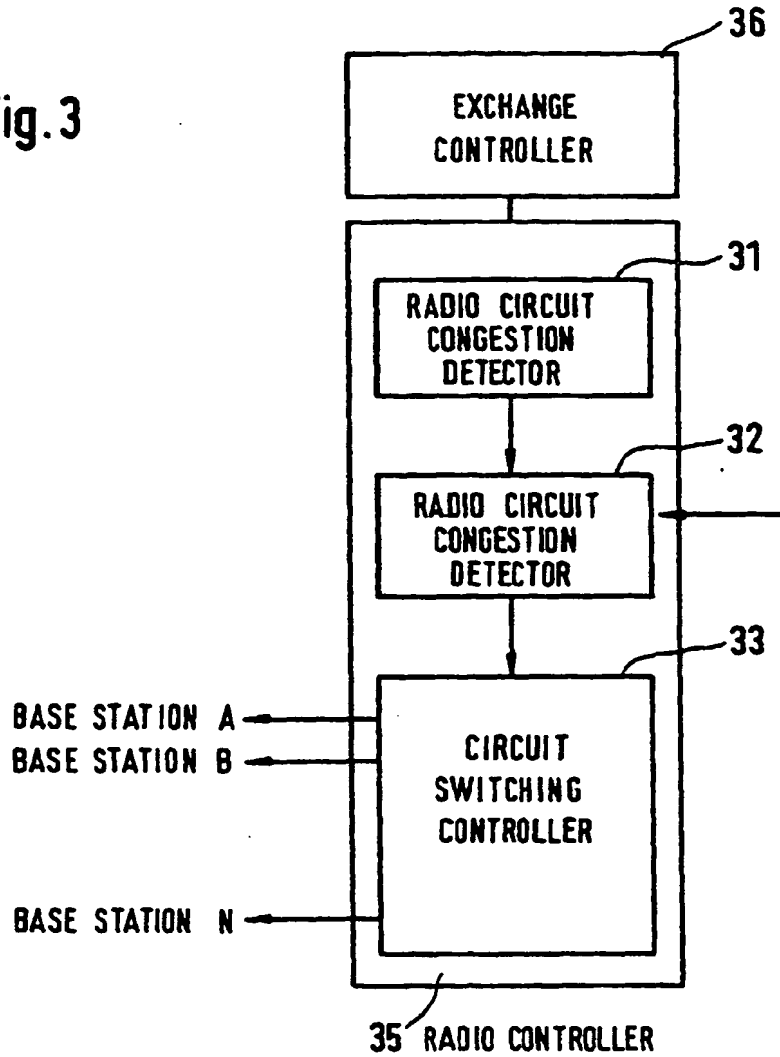 ig.3
36
EXCHANGE
CONTROLLER
31
RADIO CIRCUIT
CONGESTION
DETECTOR
32
RADIO CIRCUIT
CONGESTION
DETECTOR
33
BASE STATION A
BASE STATION B
CIRCUIT
SWITCHING
CONTROLLER
BASE STATION N
35 RADIO CONTROLLER